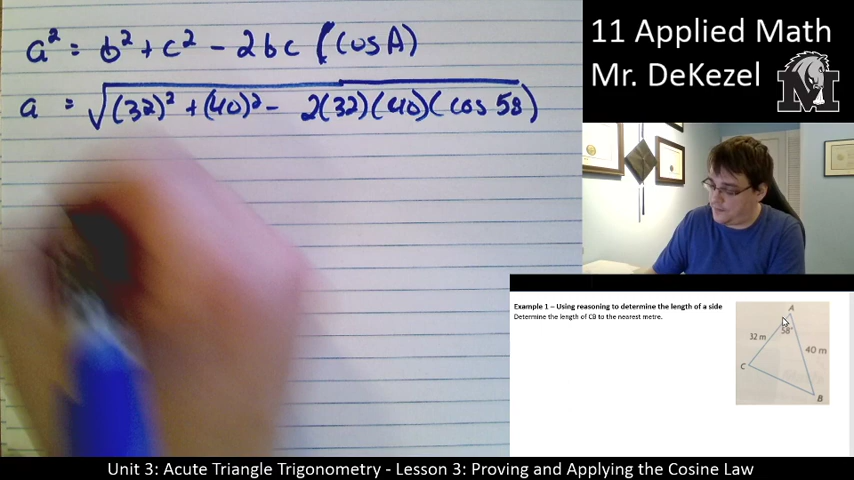 a² = b² + c² - 2bc (cos A)
a = √(32)² + (40)² - 2(32)(40)(cos 58)
11 Applied Math
Mr. DeKezel
M
Example 1 – Using reasoning to determine the length of a side
Determine the length of CB to the nearest metre.
A
58°
32 m
40 m
C
B
Unit 3: Acute Triangle Trigonometry - Lesson 3: Proving and Applying the Cosine Law